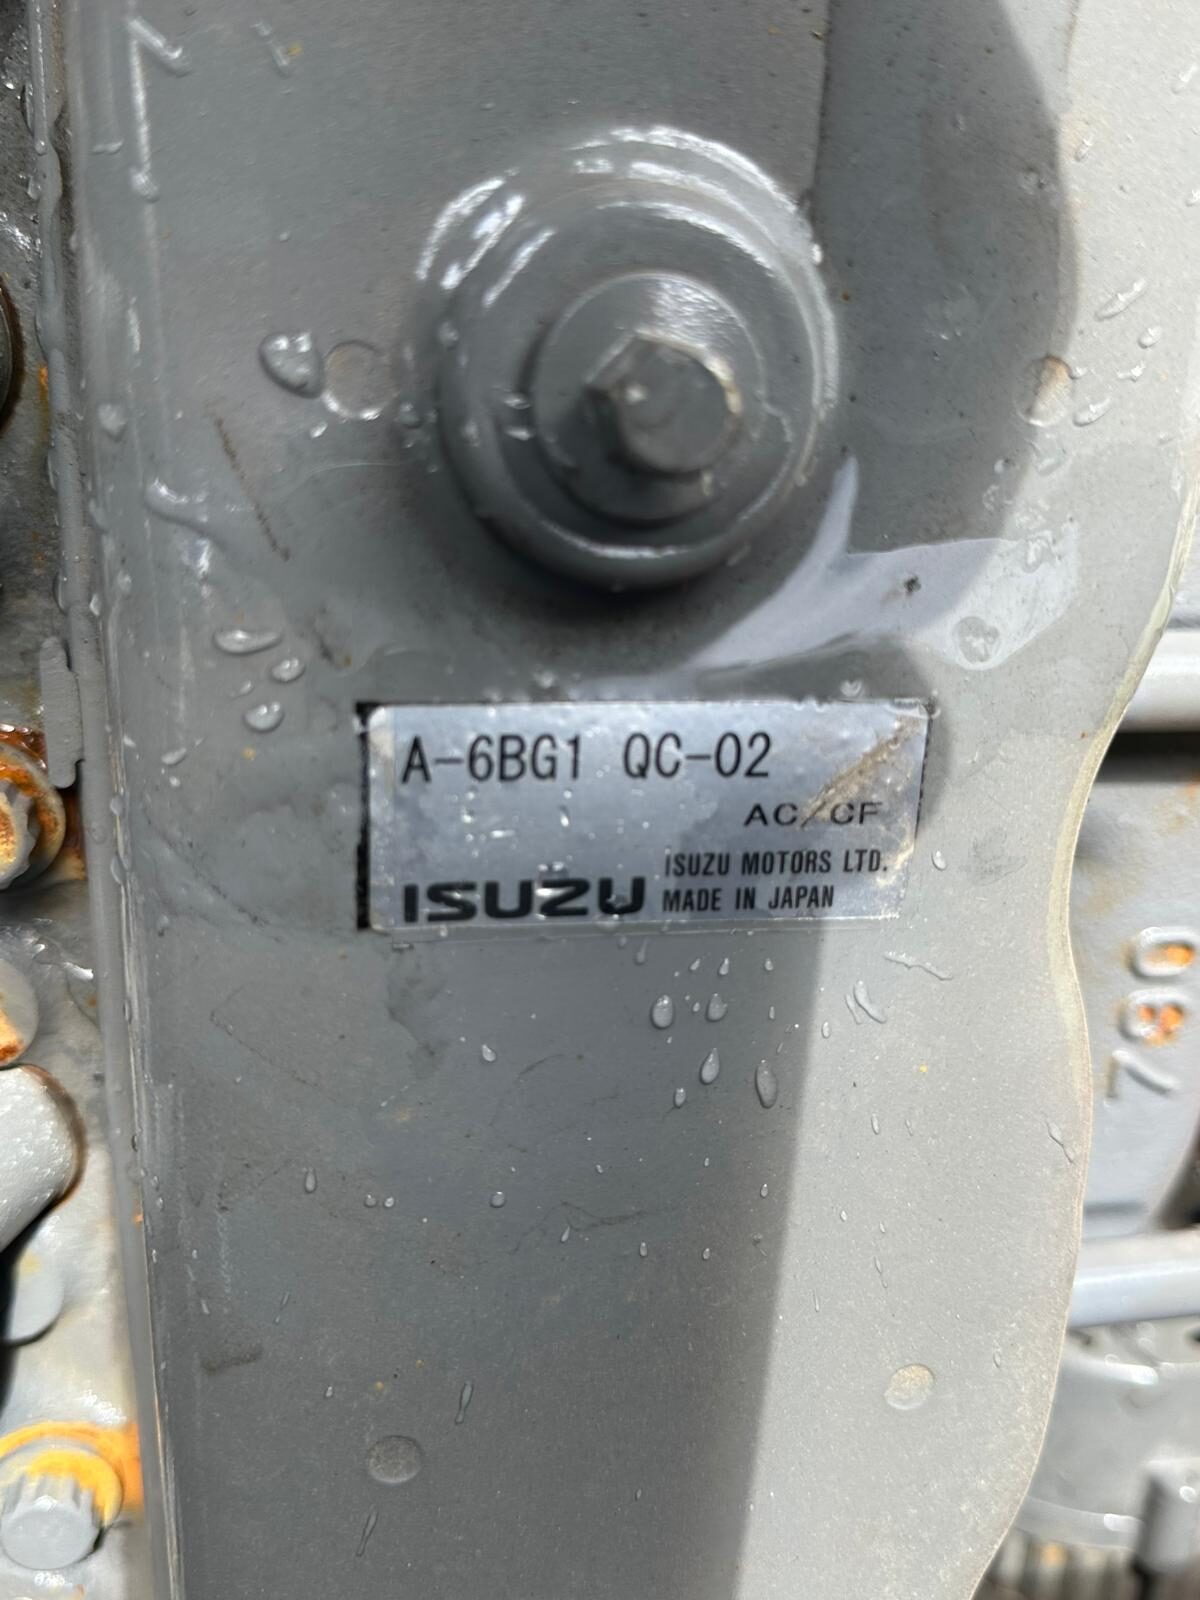 A-6BG1 QC-02
AC/CF
ISUZU MOTORS LTD.
ISUZU MADE IN JAPAN
780